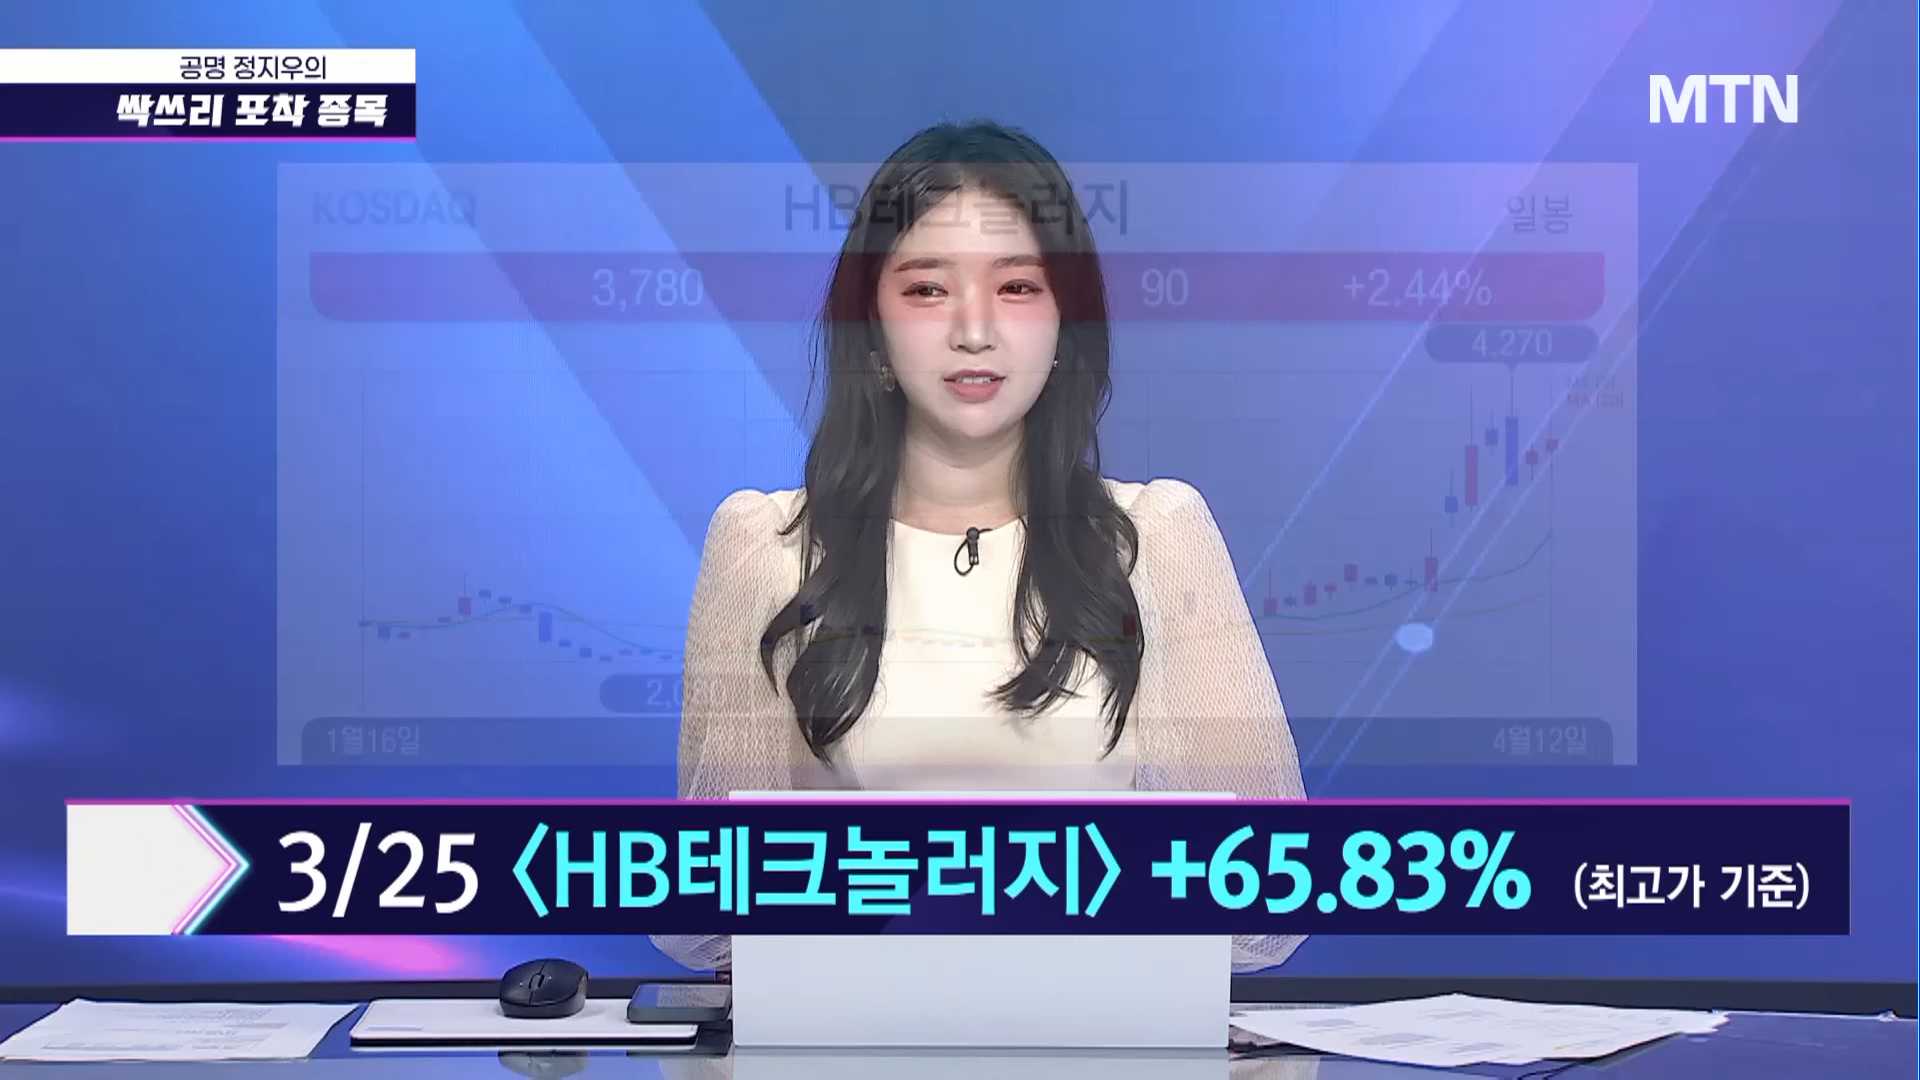 공명 정지우의
싹쓰리 포착 종목
MTN
KOSDAQ
HB테크놀러지
일봉
3,780
90
+2.44%
4,270
1월16일
4월12일
3/25 〈HB테크놀러지〉 +65.83% (최고가 기준)